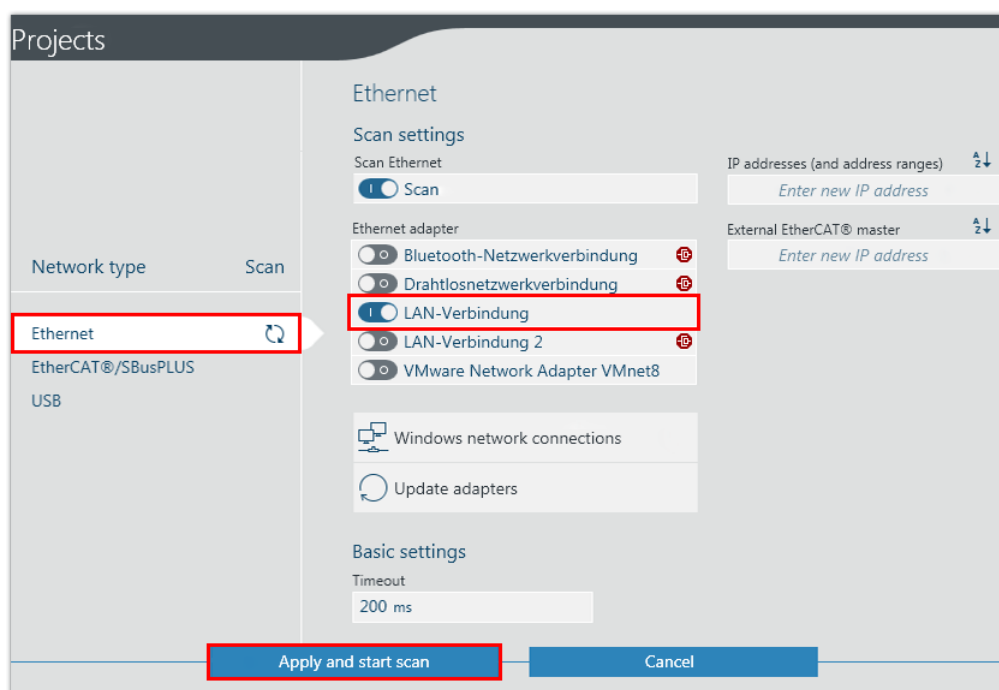 Projects
Network type Scan
Ethernet
EtherCAT®/SBusPLUS
USB
Ethernet
Scan settings
Scan Ethernet
Scan
Ethernet adapter
Bluetooth-Netzwerkverbindung
Drahtlosnetzwerkverbindung
LAN-Verbindung
LAN-Verbindung 2
VMware Network Adapter VMnet8
Windows network connections
Update adapters
Basic settings
Timeout
200 ms
IP addresses (and address ranges)
Enter new IP address
External EtherCAT® master
Enter new IP address
Apply and start scan
Cancel